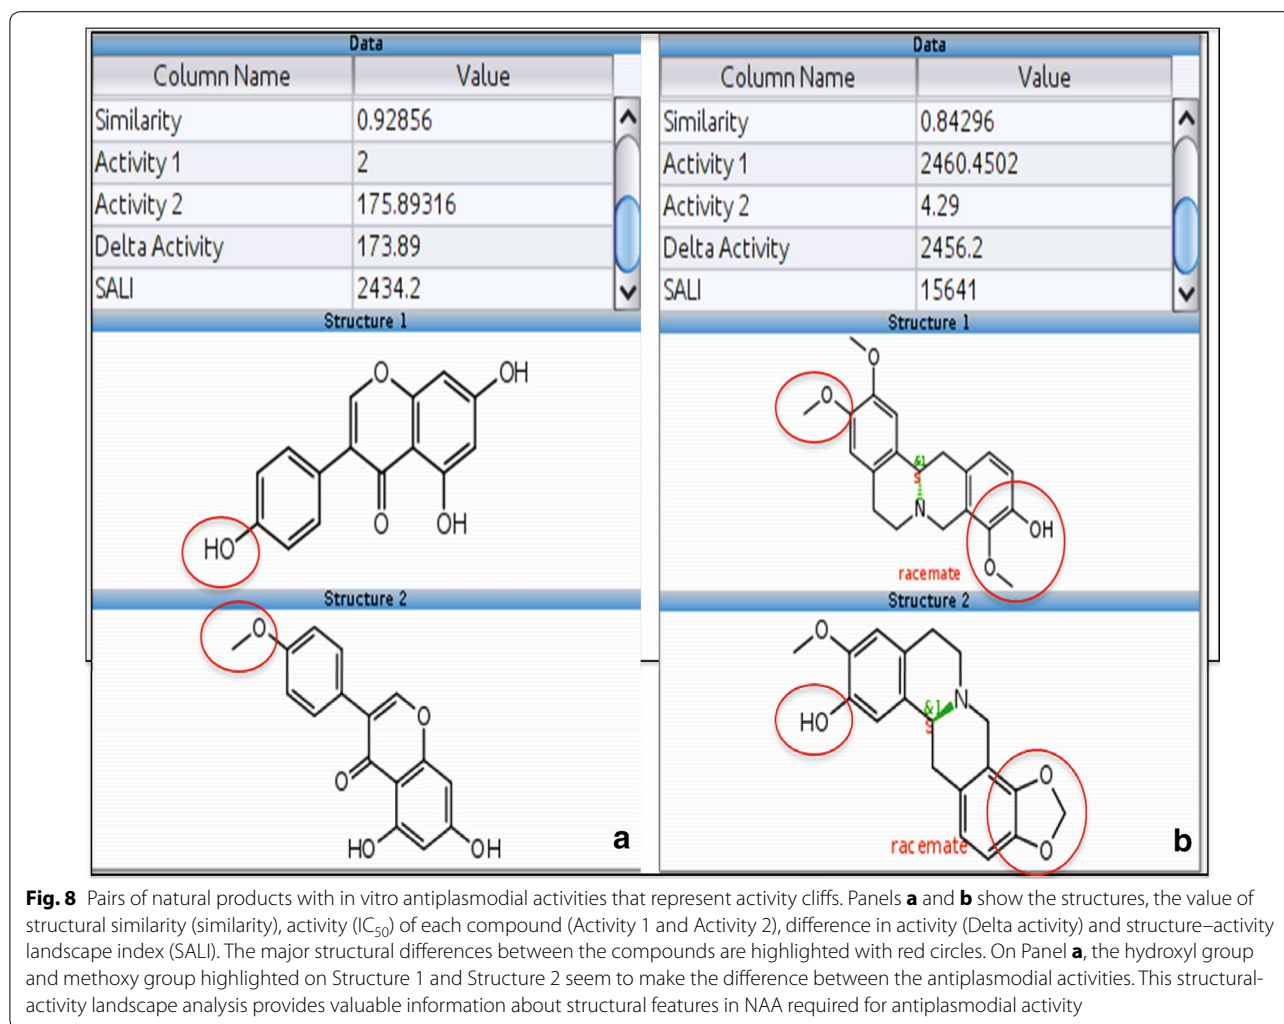 Data
Column Name Value
Similarity 0.92856
Activity 1 2
Activity 2 175.89316
Delta Activity 173.89
SALI 2434.2
Structure 1
O
OH
O
OH
HO
Structure 2
O
O
O
HO
OH
a
Data
Column Name Value
Similarity 0.84296
Activity 1 2460.4502
Activity 2 4.29
Delta Activity 2456.2
SALI 15641
Structure 1
O
O
&1
S
N
OH
O
racemate
Structure 2
O
N
&1
S
HO
O
O
racemate
b
Fig. 8 Pairs of natural products with in vitro antiplasmodial activities that represent activity cliffs. Panels a and b show the structures, the value of
structural similarity (similarity), activity (IC50) of each compound (Activity 1 and Activity 2), difference in activity (Delta activity) and structure–activity
landscape index (SALI). The major structural differences between the compounds are highlighted with red circles. On Panel a, the hydroxyl group
and methoxy group highlighted on Structure 1 and Structure 2 seem to make the difference between the antiplasmodial activities. This structural-
activity landscape analysis provides valuable information about structural features in NAA required for antiplasmodial activity